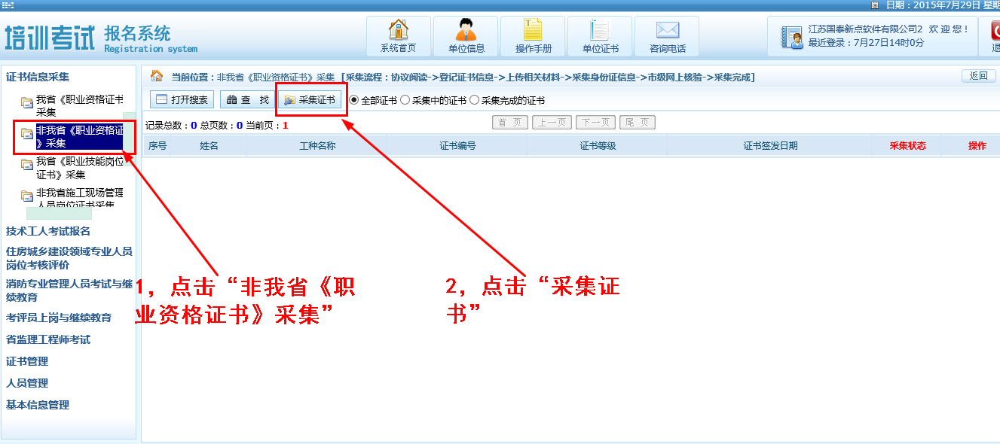 日期：2015年7月29日 星期
培训考试 报名系统
Registration system
系统首页
单位信息
操作手册
单位证书
咨询电话
江苏国泰新点软件有限公司2 欢 迎 您！
最近登录：7月27日14时0分
证书信息采集
我省《职业资格证书
采集
非我省《职业资格证
》采集
我省《职业技能岗位
证书》采集
非我省施工现场管理
人员岗位证书采集
技术工人考试报名
住房城乡建设领域专业人员
岗位考核评价
消防专业管理人员考试与继
续教育
考评员上岗与继续教育
省监理工程师考试
证书管理
人员管理
基本信息管理
当前位置：非我省《职业资格证书》采集 [采集流程：协议阅读->登记证书信息->上传相关材料->采集身份证信息->市级网上核验->采集完成]
返回
打开搜索 查 找 采集证书 全部证书 采集中的证书 采集完成的证书
记录总数：0 总页数：0 当前页：1
首 页 上一页 下一页 尾 页
序号 姓名 工种名称 证书编号 证书等级 证书签发日期 采集状态 操作
1，点击“非我省《职
业资格证书》采集”
2，点击“采集证
书”